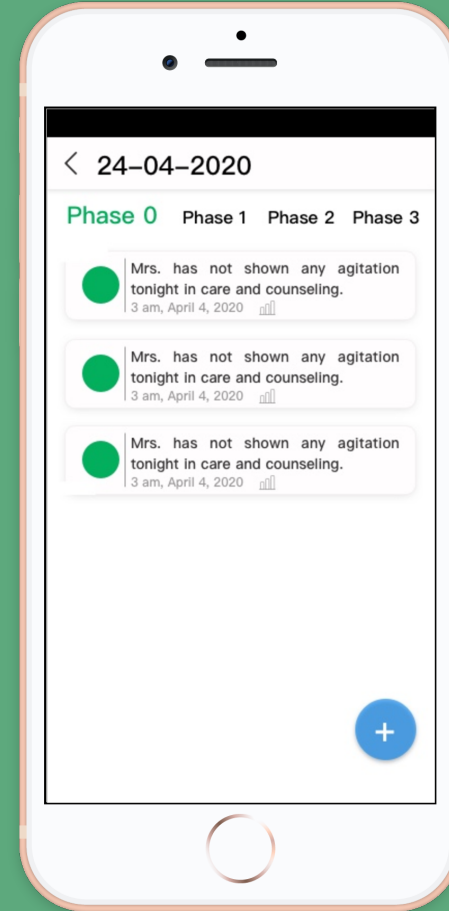 24-04-2020
Phase 0 Phase 1 Phase 2 Phase 3
Mrs. has not shown any agitation
tonight in care and counseling.
3 am, April 4, 2020
Mrs. has not shown any agitation
tonight in care and counseling.
3 am, April 4, 2020
Mrs. has not shown any agitation
tonight in care and counseling.
3 am, April 4, 2020
+